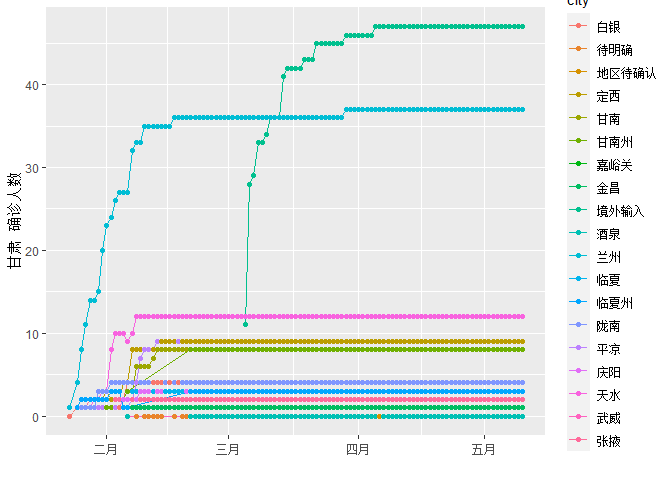 City
白银
待明确
地区待确认
定西
甘南
甘南州
嘉峪关
金昌
境外输入
酒泉
兰州
临夏
临夏州
陇南
平凉
庆阳
天水
武威
张掖
甘肃 确诊人数
40
30
20
10
0
二月 三月 四月 五月